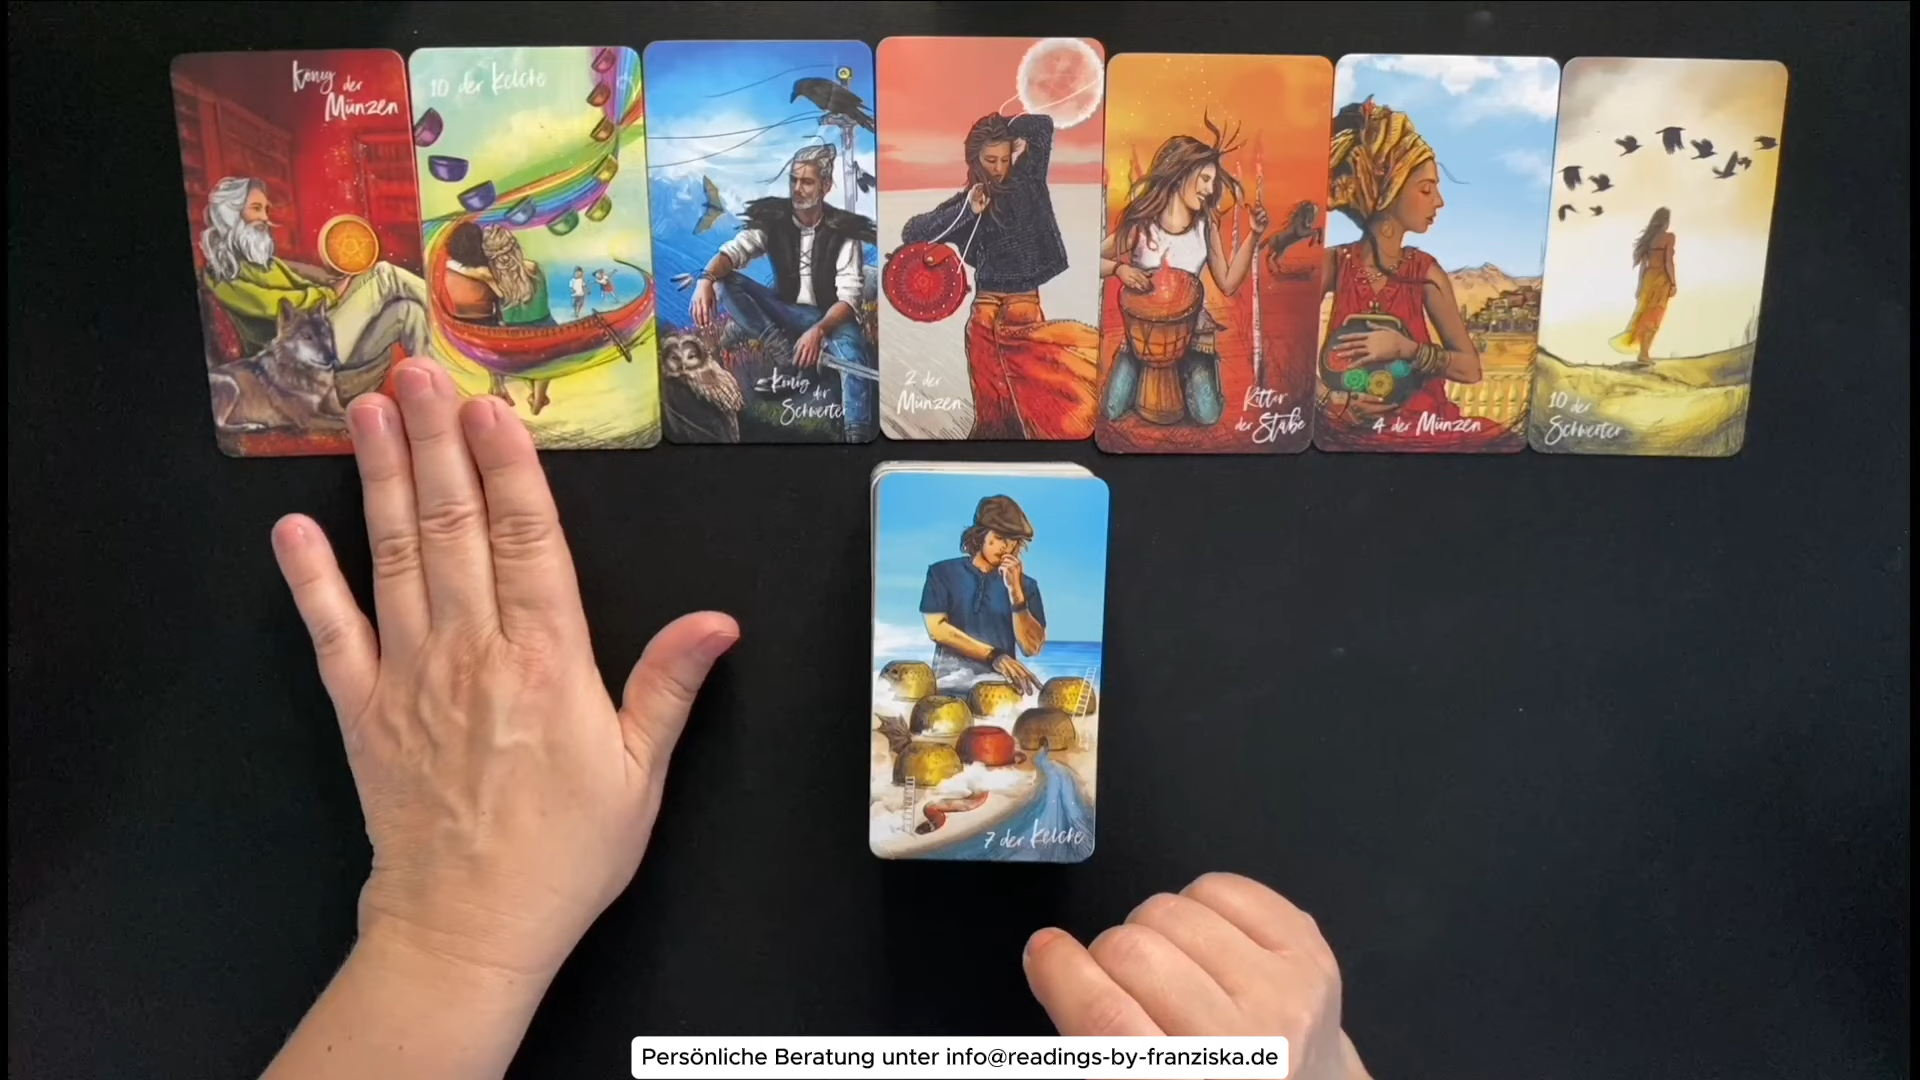 König
der
Münzen
10 der Kelche
König
der
Schwerter
2 der
Münzen
Ritter
der Stäbe
4 der Münzen
10 der
Schwerter
7 der Kelche
Persönliche Beratung unter info@readings-by-franziska.de